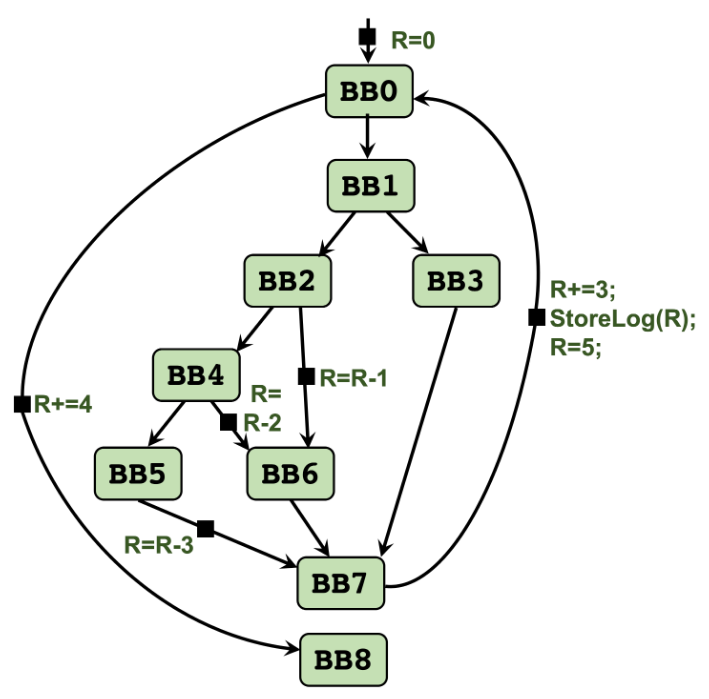 R=0
BB0
BB1
BB2
BB3
R+=3;
StoreLog(R);
R=5;
BB4
R=
R-2
R=R-1
R+=4
BB5
BB6
R=R-3
BB7
BB8